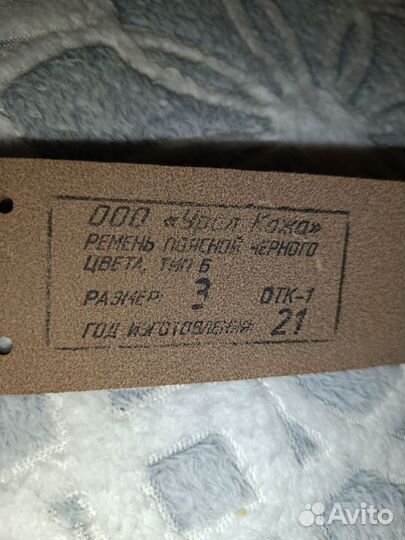 ООО «Урал Кожа»
РЕМЕНЬ ПОЯСНОЙ ЧЕРНОГО
ЦВЕТА, ТИП Б
РАЗМЕР: 3 ОТК-1
ГОД ИЗГОТОВЛЕНИЯ: 21
Avito